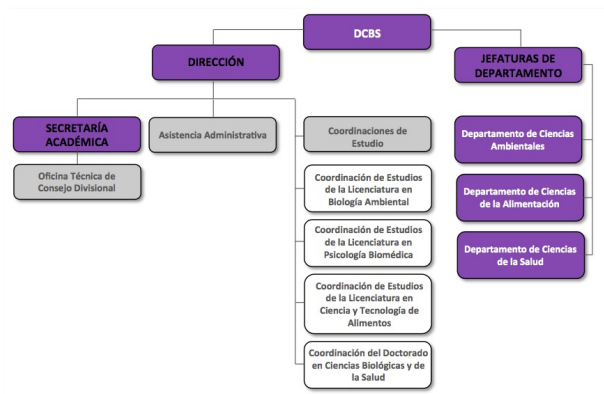 DCBS
DIRECCIÓN
JEFATURAS DE
DEPARTAMENTO
SECRETARÍA
ACADÉMICA
Asistencia Administrativa
Coordinaciones de
Estudio
Departamento de Ciencias
Ambientales
Oficina Técnica de
Consejo Divisional
Coordinación de Estudios
de la Licenciatura en
Biología Ambiental
Departamento de Ciencias
de la Alimentación
Coordinación de Estudios
de la Licenciatura en
Psicología Biomédica
Departamento de Ciencias
de la Salud
Coordinación de Estudios
de la Licenciatura en
Ciencia y Tecnología de
Alimentos
Coordinación del Doctorado
en Ciencias Biológicas y de
la Salud